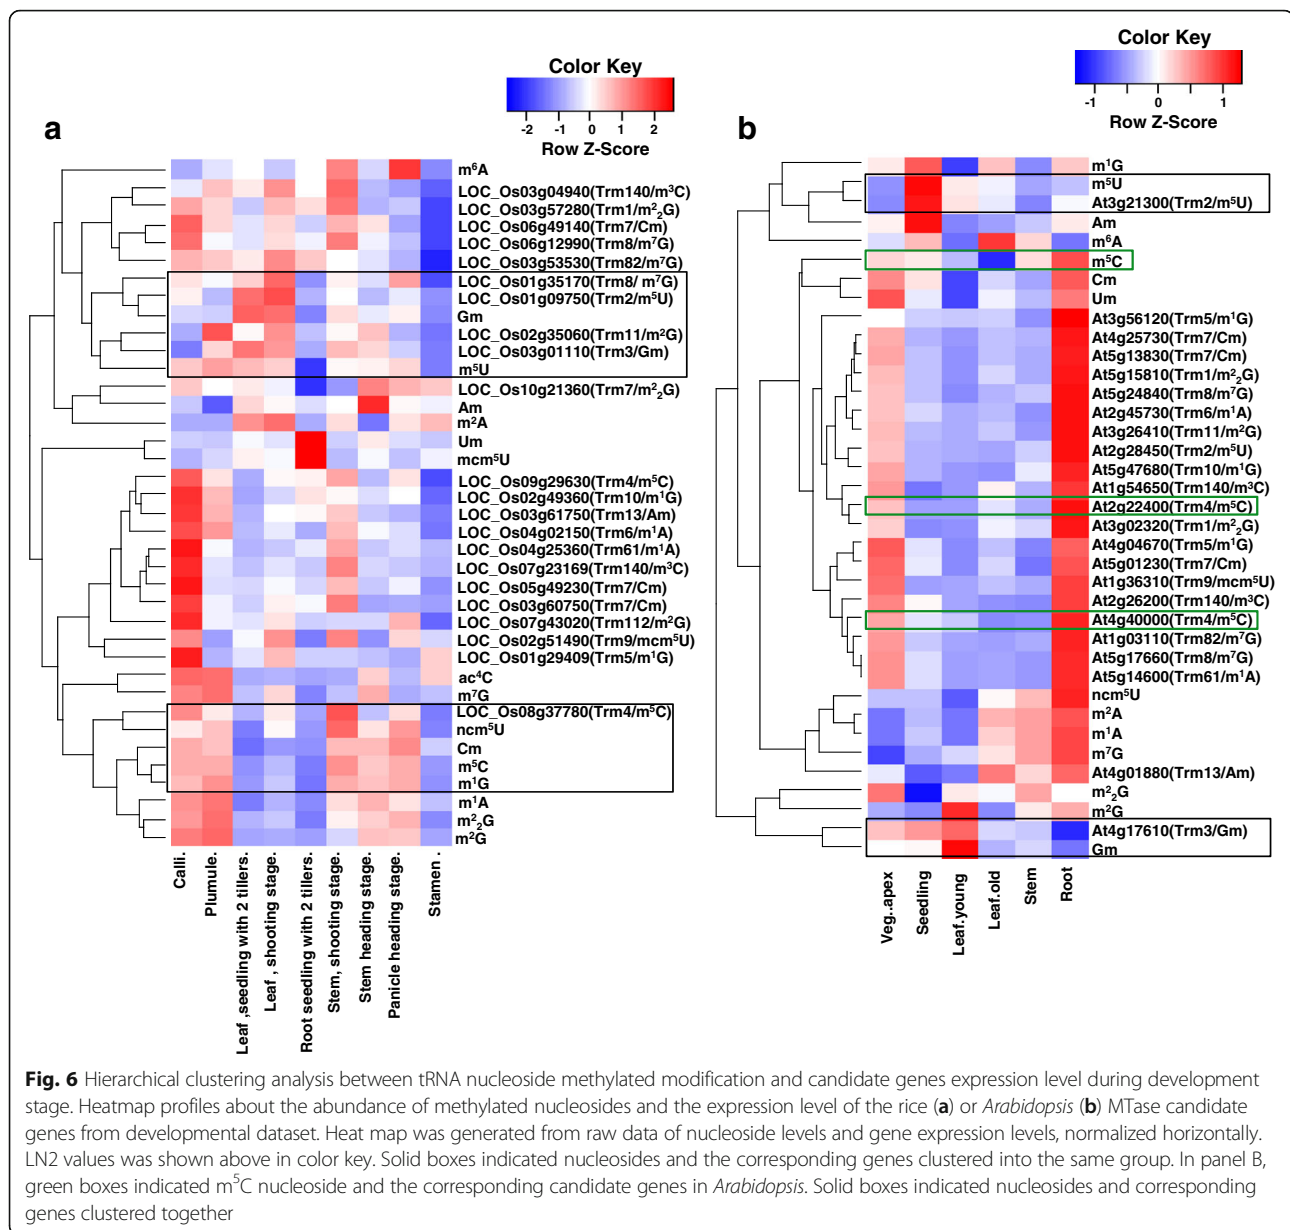 a
Color Key
-2 -1 0 1 2
Row Z-Score
m⁶A
LOC_Os03g04940(Trm140/m³C)
LOC_Os03g57280(Trm1/m²₂G)
LOC_Os06g49140(Trm7/Cm)
LOC_Os06g12990(Trm8/m⁷G)
LOC_Os03g53530(Trm82/m⁷G)
LOC_Os01g35170(Trm8/ m⁷G)
LOC_Os01g09750(Trm2/m⁵U)
Gm
LOC_Os02g35060(Trm11/m²G)
LOC_Os03g01110(Trm3/Gm)
m⁵U
LOC_Os10g21360(Trm7/m²₂G)
Am
m²A
Um
mcm⁵U
LOC_Os09g29630(Trm4/m⁵C)
LOC_Os02g49360(Trm10/m¹G)
LOC_Os03g61750(Trm13/Am)
LOC_Os04g02150(Trm6/m¹A)
LOC_Os04g25360(Trm61/m¹A)
LOC_Os07g23169(Trm140/m³C)
LOC_Os05g49230(Trm7/Cm)
LOC_Os03g60750(Trm7/Cm)
LOC_Os07g43020(Trm112/m²G)
LOC_Os02g51490(Trm9/mcm⁵U)
LOC_Os01g29409(Trm5/m¹G)
ac⁴C
m⁷G
LOC_Os08g37780(Trm4/m⁵C)
ncm⁵U
Cm
m⁵C
m¹G
m¹A
m²₂G
m²G
Calli.
Plumule.
Leaf ,seedling with 2 tillers.
Leaf , shooting stage.
Root seedling with 2 tillers.
Stem, shooting stage.
Stem heading stage.
Panicle heading stage.
Stamen .
b
Color Key
-1 0 1
Row Z-Score
m¹G
m⁵U
At3g21300(Trm2/m⁵U)
Am
m⁶A
m⁵C
Cm
Um
At3g56120(Trm5/m¹G)
At4g25730(Trm7/Cm)
At5g13830(Trm7/Cm)
At5g15810(Trm1/m²₂G)
At5g24840(Trm8/m⁷G)
At2g45730(Trm6/m¹A)
At3g26410(Trm11/m²G)
At2g28450(Trm2/m⁵U)
At5g47680(Trm10/m¹G)
At1g54650(Trm140/m³C)
At2g22400(Trm4/m⁵C)
At3g02320(Trm1/m²₂G)
At4g04670(Trm5/m¹G)
At5g01230(Trm7/Cm)
At1g36310(Trm9/mcm⁵U)
At2g26200(Trm140/m³C)
At4g40000(Trm4/m⁵C)
At1g03110(Trm82/m⁷G)
At5g17660(Trm8/m⁷G)
At5g14600(Trm61/m¹A)
ncm⁵U
m²A
m¹A
m⁷G
At4g01880(Trm13/Am)
m²₂G
m²G
At4g17610(Trm3/Gm)
Gm
Veg..apex
Seedling
Leaf.young
Leaf.old
Stem
Root
Fig. 6 Hierarchical clustering analysis between tRNA nucleoside methylated modification and candidate genes expression level during development
stage. Heatmap profiles about the abundance of methylated nucleosides and the expression level of the rice (a) or Arabidopsis (b) MTase candidate
genes from developmental dataset. Heat map was generated from raw data of nucleoside levels and gene expression levels, normalized horizontally.
LN2 values was shown above in color key. Solid boxes indicated nucleosides and the corresponding genes clustered into the same group. In panel B,
green boxes indicated m⁵C nucleoside and the corresponding candidate genes in Arabidopsis. Solid boxes indicated nucleosides and corresponding
genes clustered together